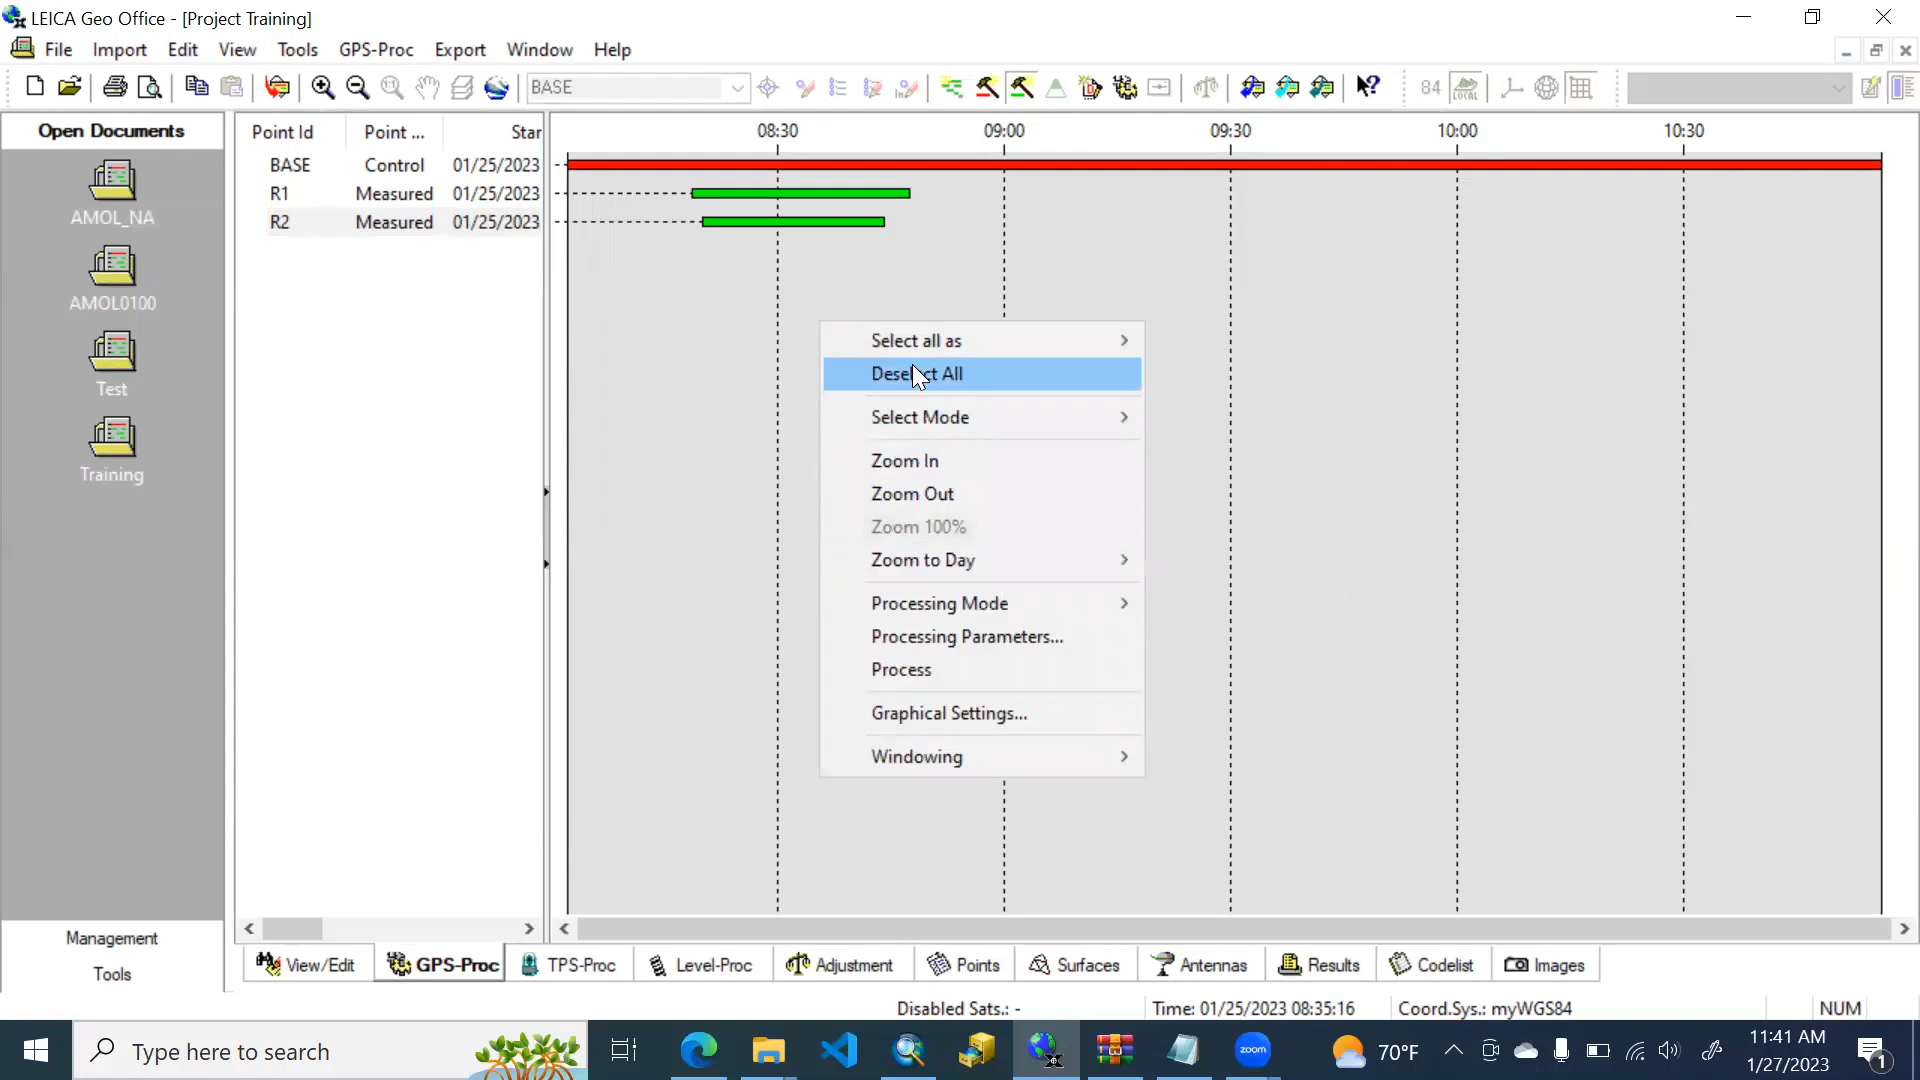 LEICA Geo Office - [Project Training]
File Import Edit View Tools GPS-Proc Export Window Help
BASE
84
LOCAL
Open Documents
AMOL_NA
AMOL0100
Test
Training
Management
Tools
Point Id Point ... Star
BASE Control 01/25/2023
R1 Measured 01/25/2023
R2 Measured 01/25/2023
08:30 09:00 09:30 10:00 10:30
Select all as
Deselect All
Select Mode
Zoom In
Zoom Out
Zoom 100%
Zoom to Day
Processing Mode
Processing Parameters...
Process
Graphical Settings...
Windowing
View/Edit GPS-Proc TPS-Proc Level-Proc Adjustment Points Surfaces Antennas Results Codelist Images
Disabled Sats.: - Time: 01/25/2023 08:35:16 Coord.Sys.: myWGS84 NUM
Type here to search
zoom
70°F
11:41 AM
1/27/2023
1